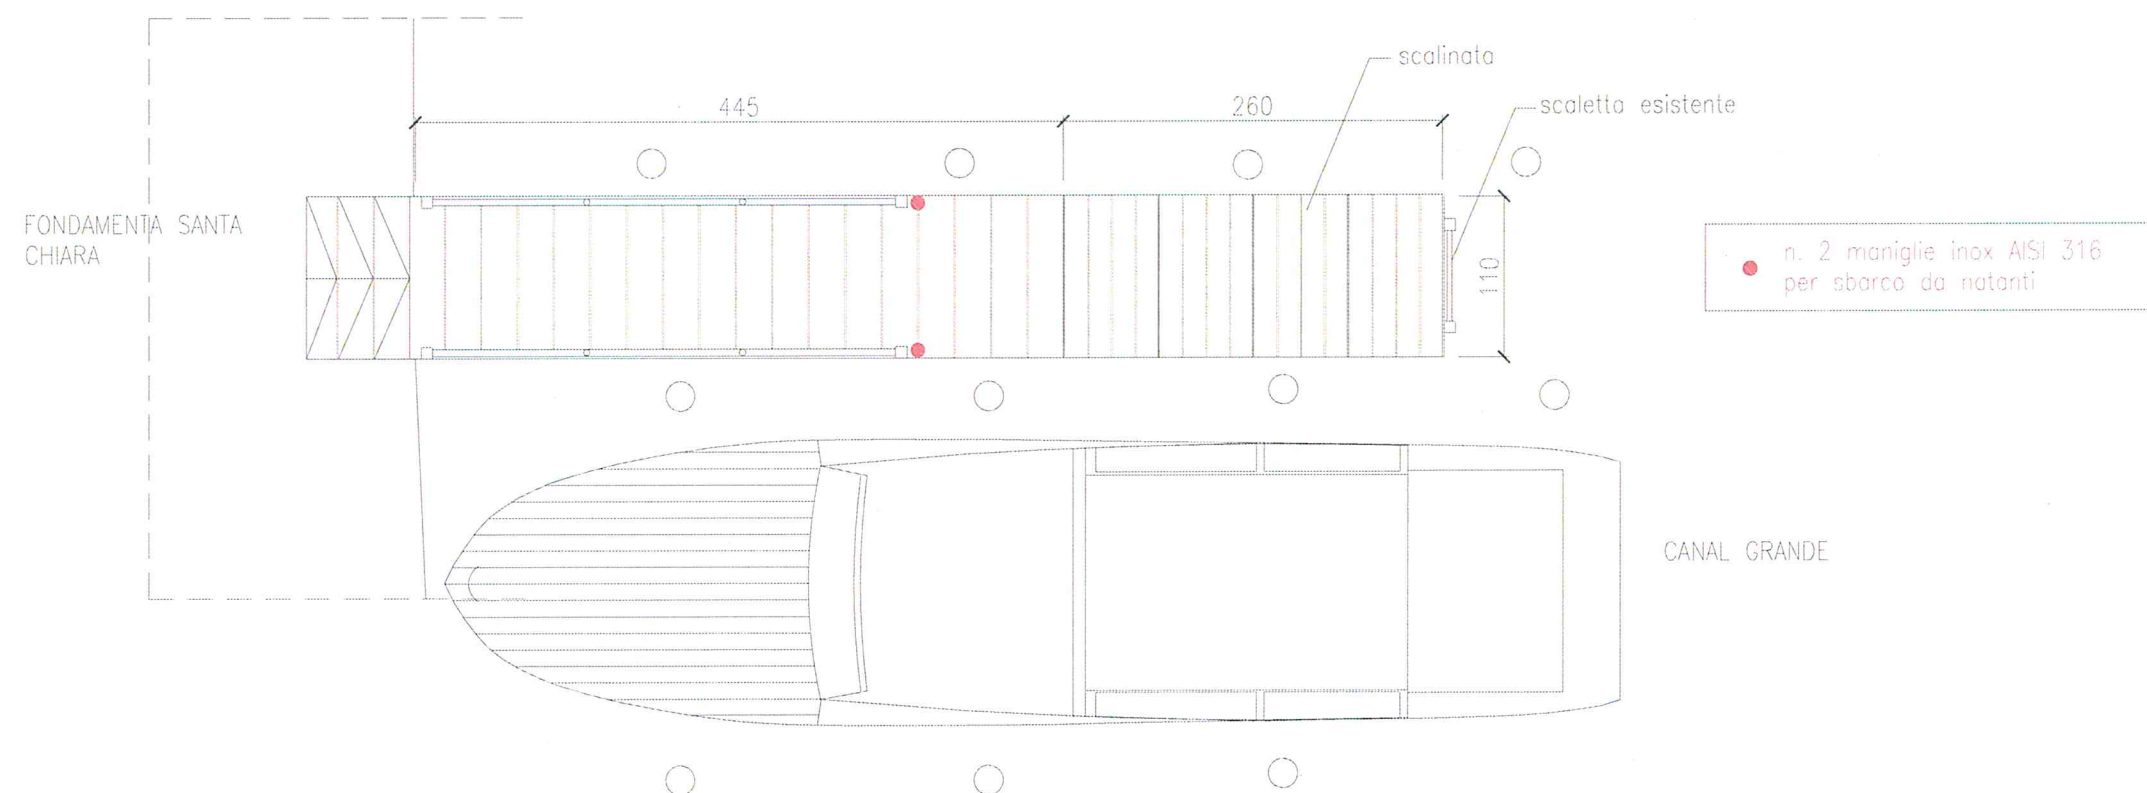 scalinata
445
260
scaletta esistente
FONDAMENTA SANTA
CHIARA
110
n. 2 maniglie inox AISI 316
per sbarco da natanti
CANAL GRANDE